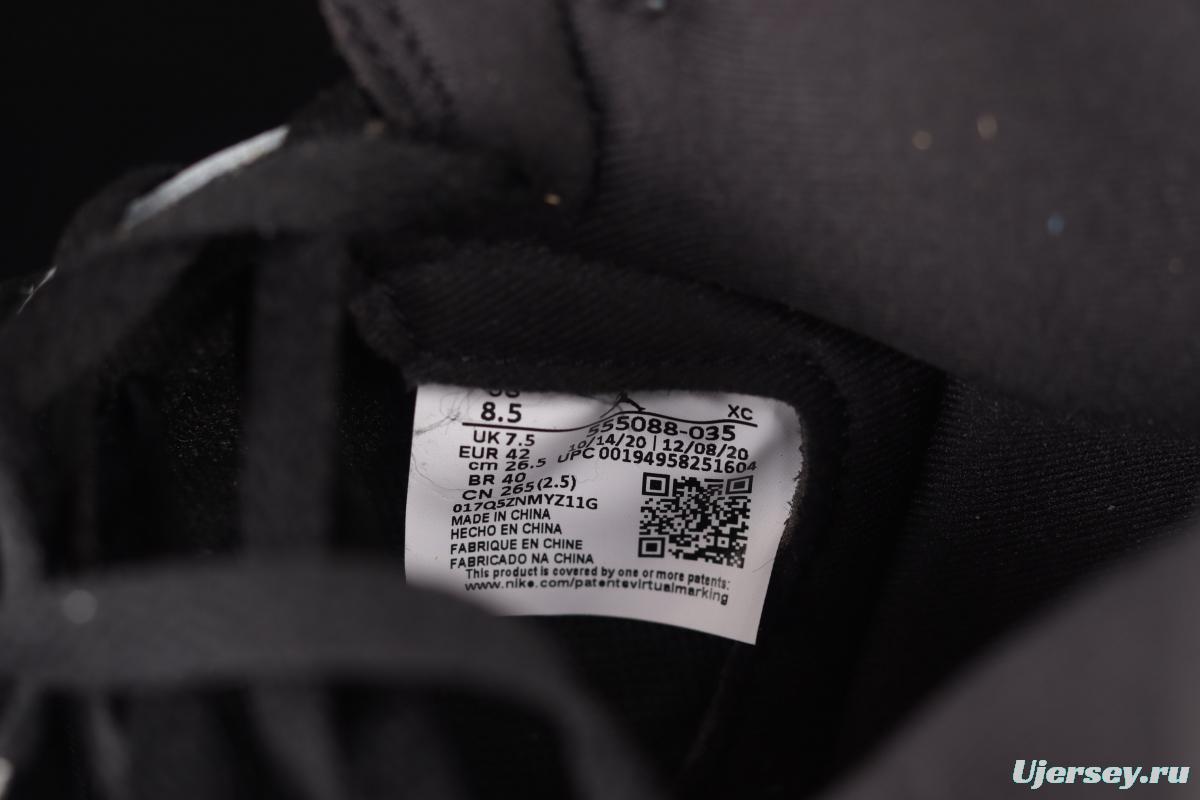 8.5
XC
555088-035
UK 7.5
10/14/20 | 12/08/20
EUR 42
UPC 00194958251604
cm 26.5
BR 40
CN 265(2.5)
017Q5ZNMYZ11G
MADE IN CHINA
HECHO EN CHINA
FABRIQUE EN CHINE
FABRICADO NA CHINA
This product is covered by one or more patents:
www.nike.com/patentsvirtualmarking
Ujersey.ru